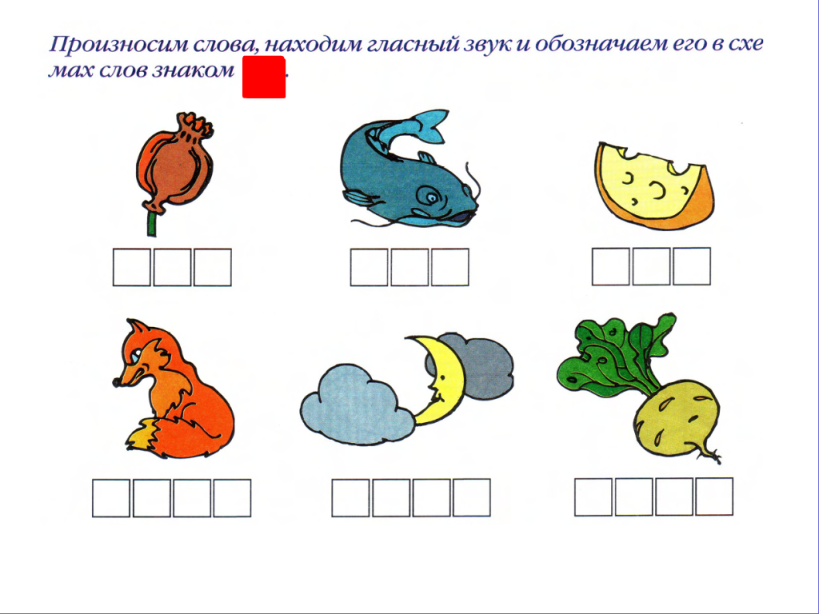 Произносим слова, находим гласный звук и обозначаем его в схе
мах слов знаком .